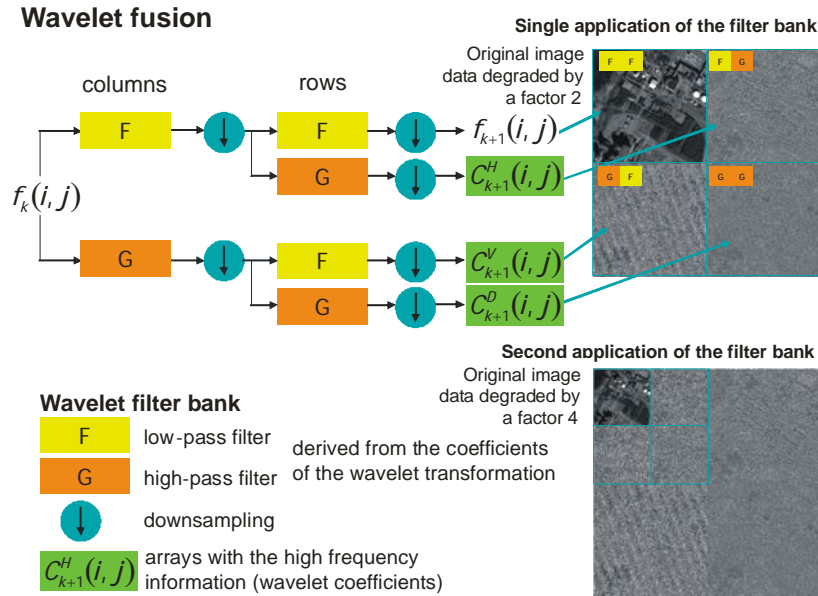 Wavelet fusion
Single application of the filter bank
Original image
data degraded by
a factor 2
columns
rows
F
F
f_{k+1}(i, j)
G
C^H_{k+1}(i, j)
f_k(i, j)
G
F
C^V_{k+1}(i, j)
G
C^D_{k+1}(i, j)
F F
F G
G F
G G
Second application of the filter bank
Original image
data degraded by
a factor 4
Wavelet filter bank
F low-pass filter
G high-pass filter
derived from the coefficients
of the wavelet transformation
downsampling
C^H_{k+1}(i, j) arrays with the high frequency
information (wavelet coefficients)